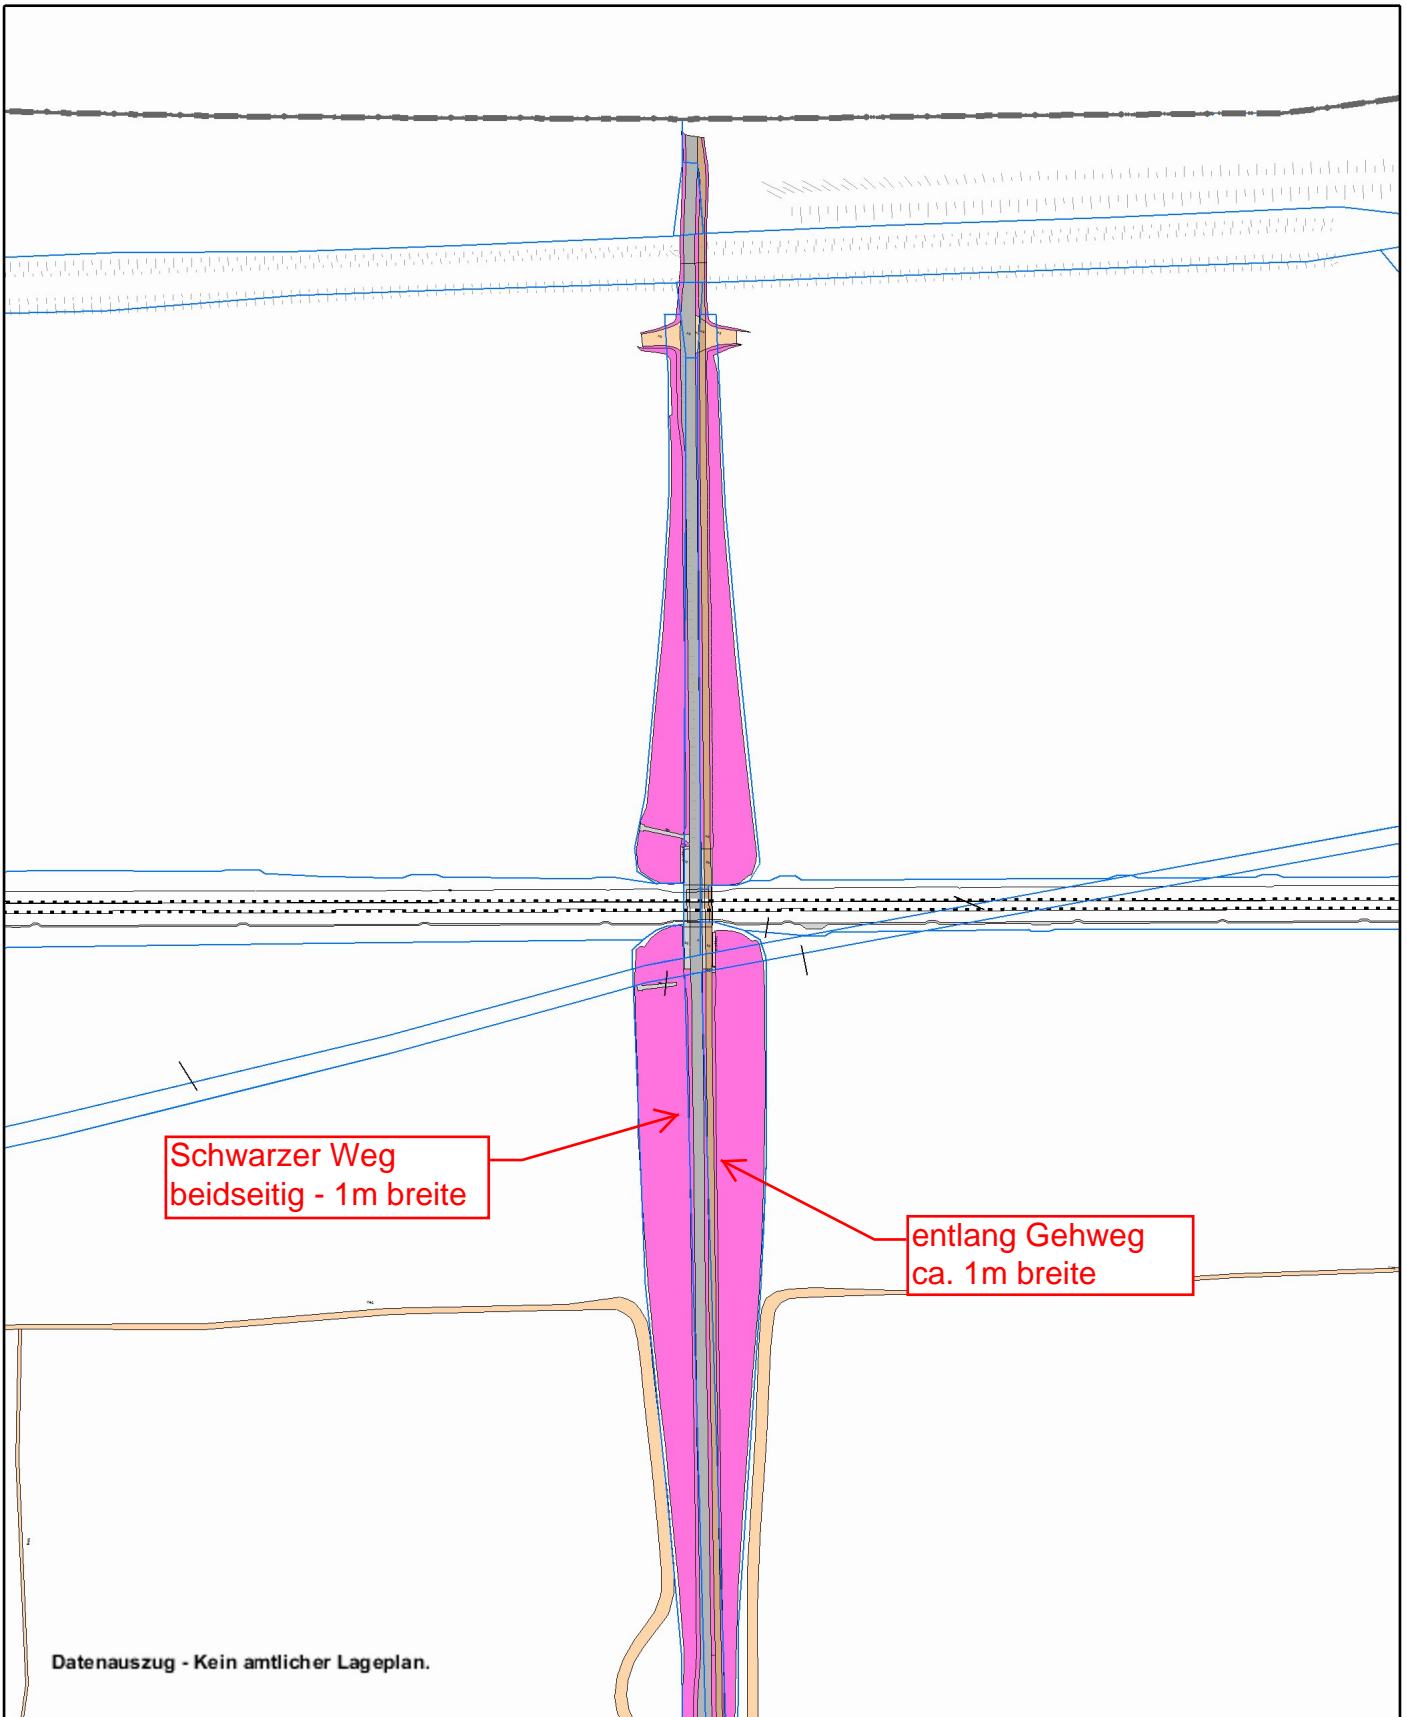 Schwarzer Weg
beidseitig - 1m breite
entlang Gehweg
ca. 1m breite
Datenauszug - Kein amtlicher Lageplan.